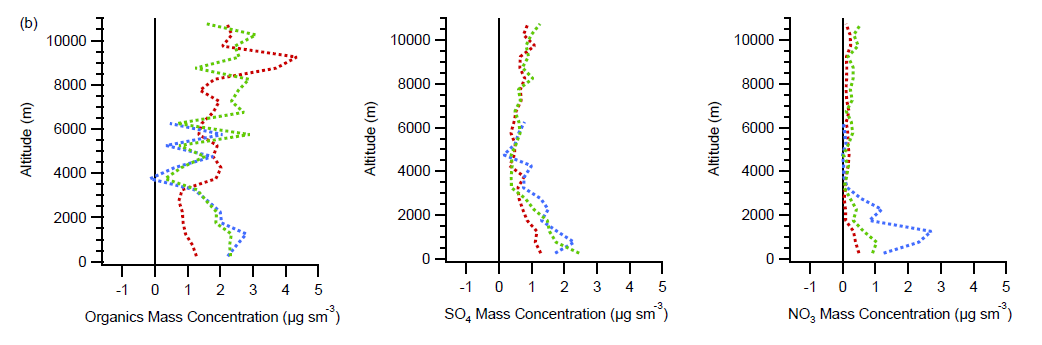 (b)
10000
8000
6000
4000
2000
0
Altitude (m)
-1 0 1 2 3 4 5
Organics Mass Concentration (µg sm⁻³)
10000
8000
6000
4000
2000
0
Altitude (m)
-1 0 1 2 3 4 5
SO₄ Mass Concentration (µg sm⁻³)
10000
8000
6000
4000
2000
0
Altitude (m)
-1 0 1 2 3 4 5
NO₃ Mass Concentration (µg sm⁻³)